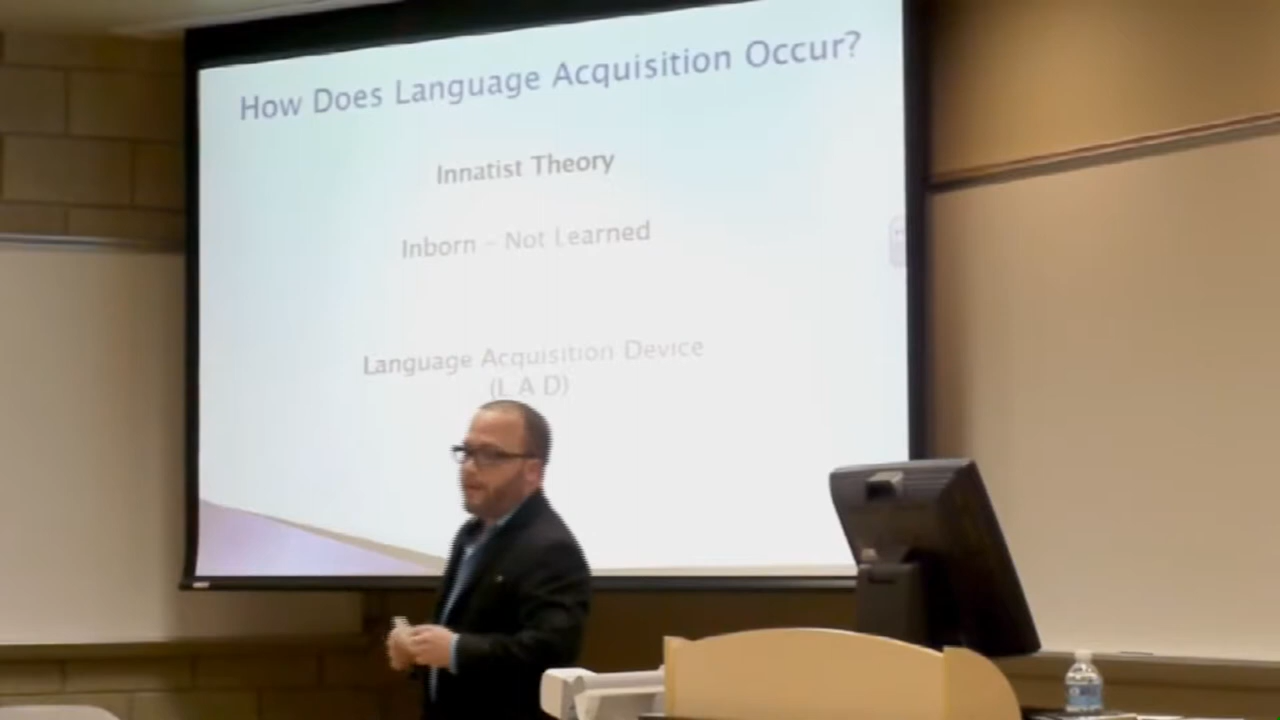 How Does Language Acquisition Occur?
Innatist Theory
Inborn – Not Learned
Language Acquisition Device
(L A D)